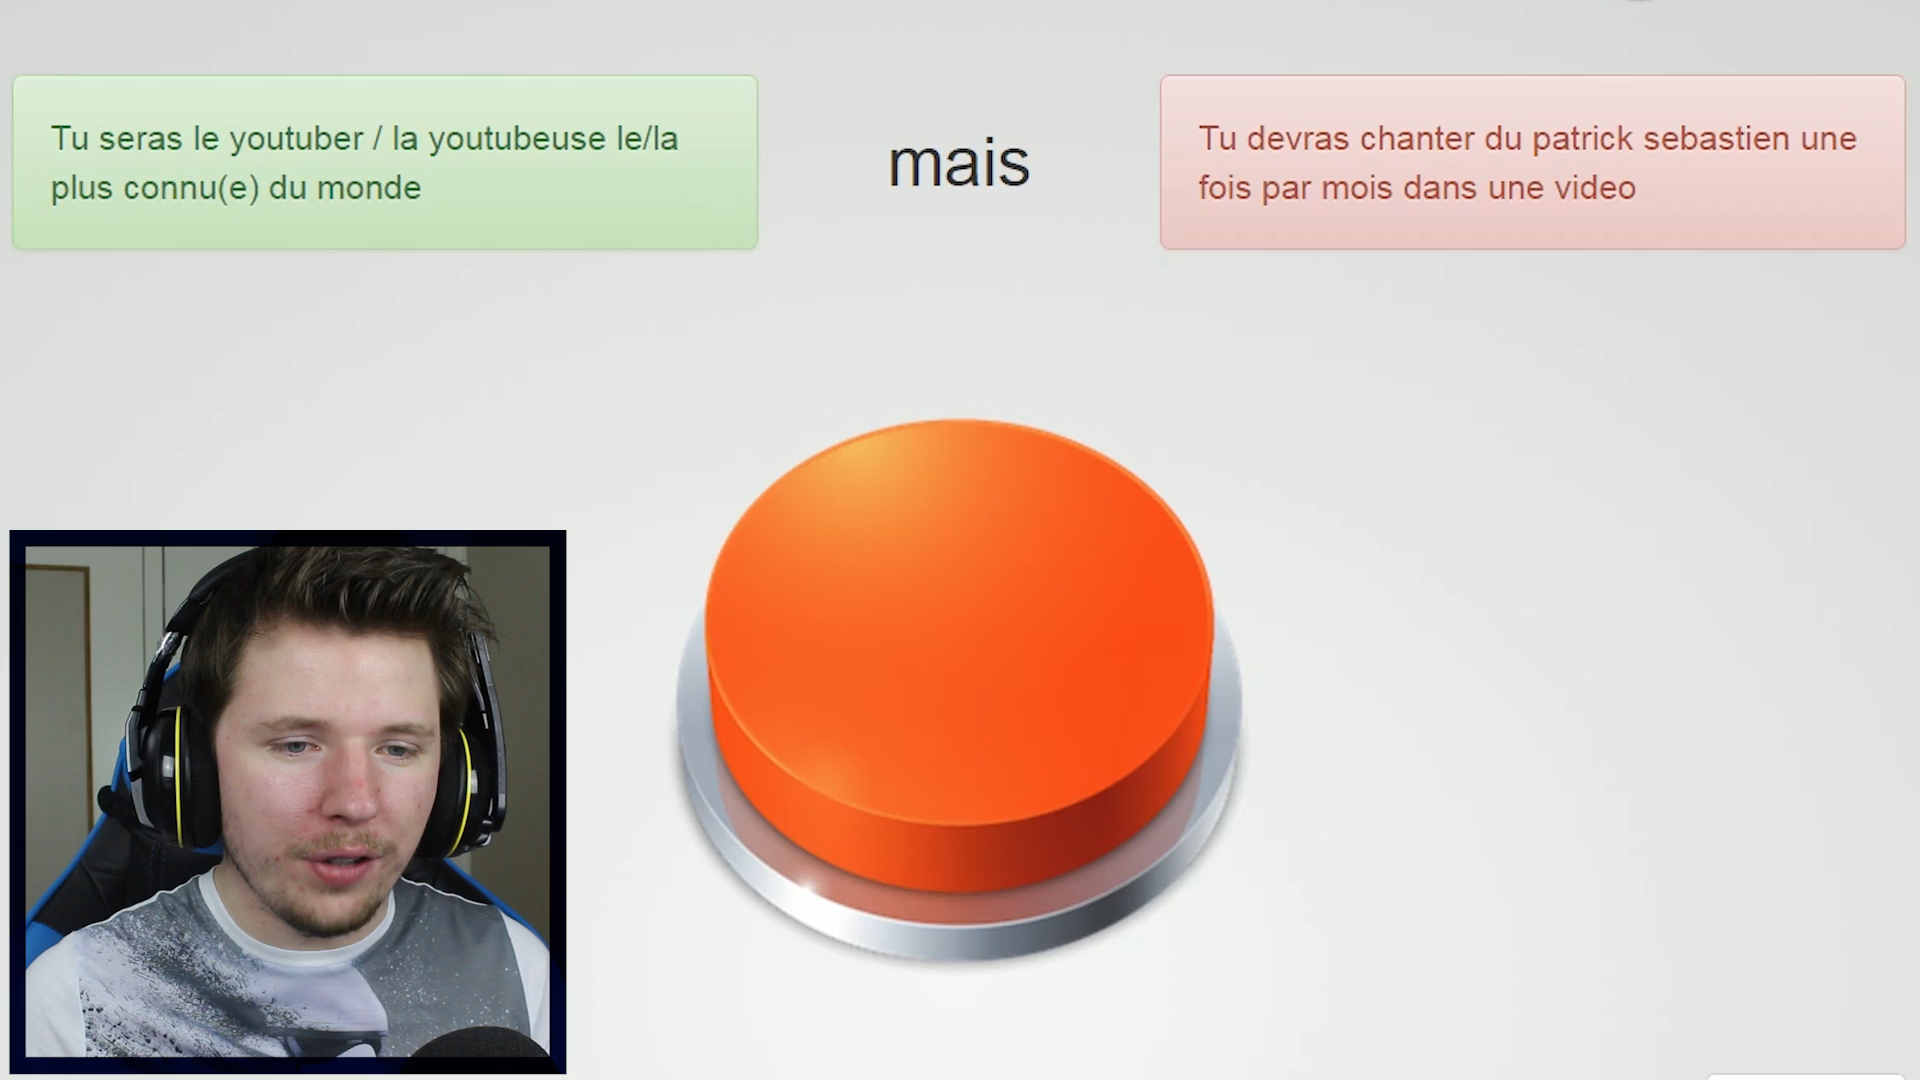 Tu seras le youtuber / la youtubeuse le/la
plus connu(e) du monde
mais
Tu devras chanter du patrick sebastien une
fois par mois dans une video